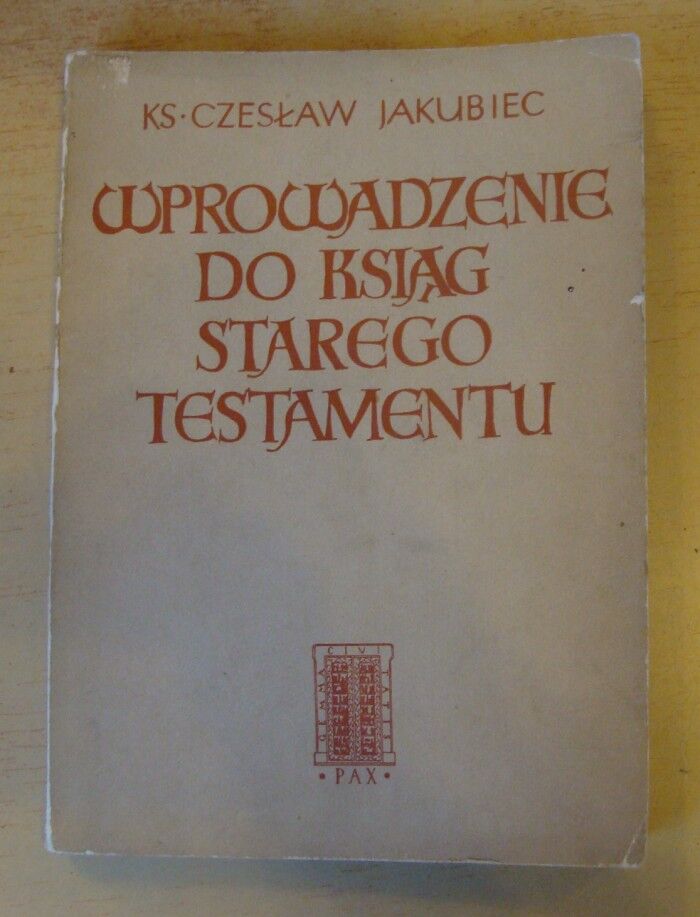 KS·CZESŁAW JAKUBIEC
WPROWADZENIE
DO KSIĄG
STAREGO
TESTAMENTU
• PAX •